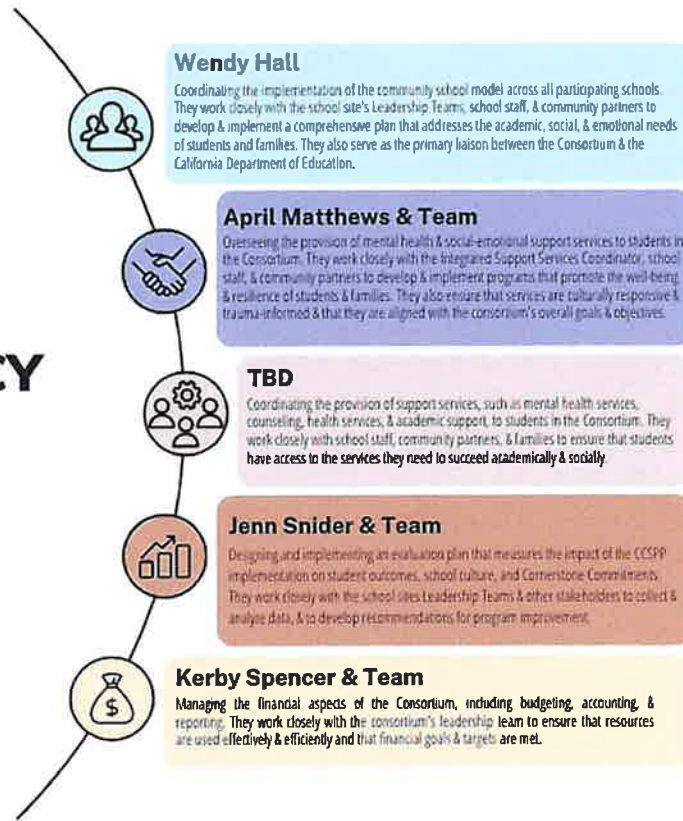 Wendy Hall
Coordinating the implementation of the community school model across all participating schools.
They work closely with the school site's Leadership Teams, school staff, & community partners to
develop & implement a comprehensive plan that addresses the academic, social, & emotional needs
of students and families. They also serve as the primary liaison between the Consortium & the
California Department of Education.
April Matthews & Team
Overseeing the provision of mental health & social-emotional support services to students in
the Consortium. They work closely with the Integrated Support Services Coordinator, school
staff, & community partners to develop & implement programs that promote the well-being
& resilience of students & families. They also ensure that services are culturally responsive &
trauma-informed & that they are aligned with the consortium's overall goals & objectives.
CY
TBD
Coordinating the provision of support services, such as mental health services,
counseling, health services, & academic support, to students in the Consortium. They
work closely with school staff, community partners, & families to ensure that students
have access to the services they need to succeed academically & socially.
Jenn Snider & Team
Designing and implementing an evaluation plan that measures the impact of the CCSPP
implementation on student outcomes, school culture, and Cornerstone Commitments.
They work closely with the school sites Leadership Teams & other stakeholders to collect &
analyze data, & to develop recommendations for program improvement.
$
Kerby Spencer & Team
Managing the financial aspects of the Consortium, including budgeting, accounting, &
reporting. They work closely with the consortium's leadership team to ensure that resources
are used effectively & efficiently and that financial goals & targets are met.